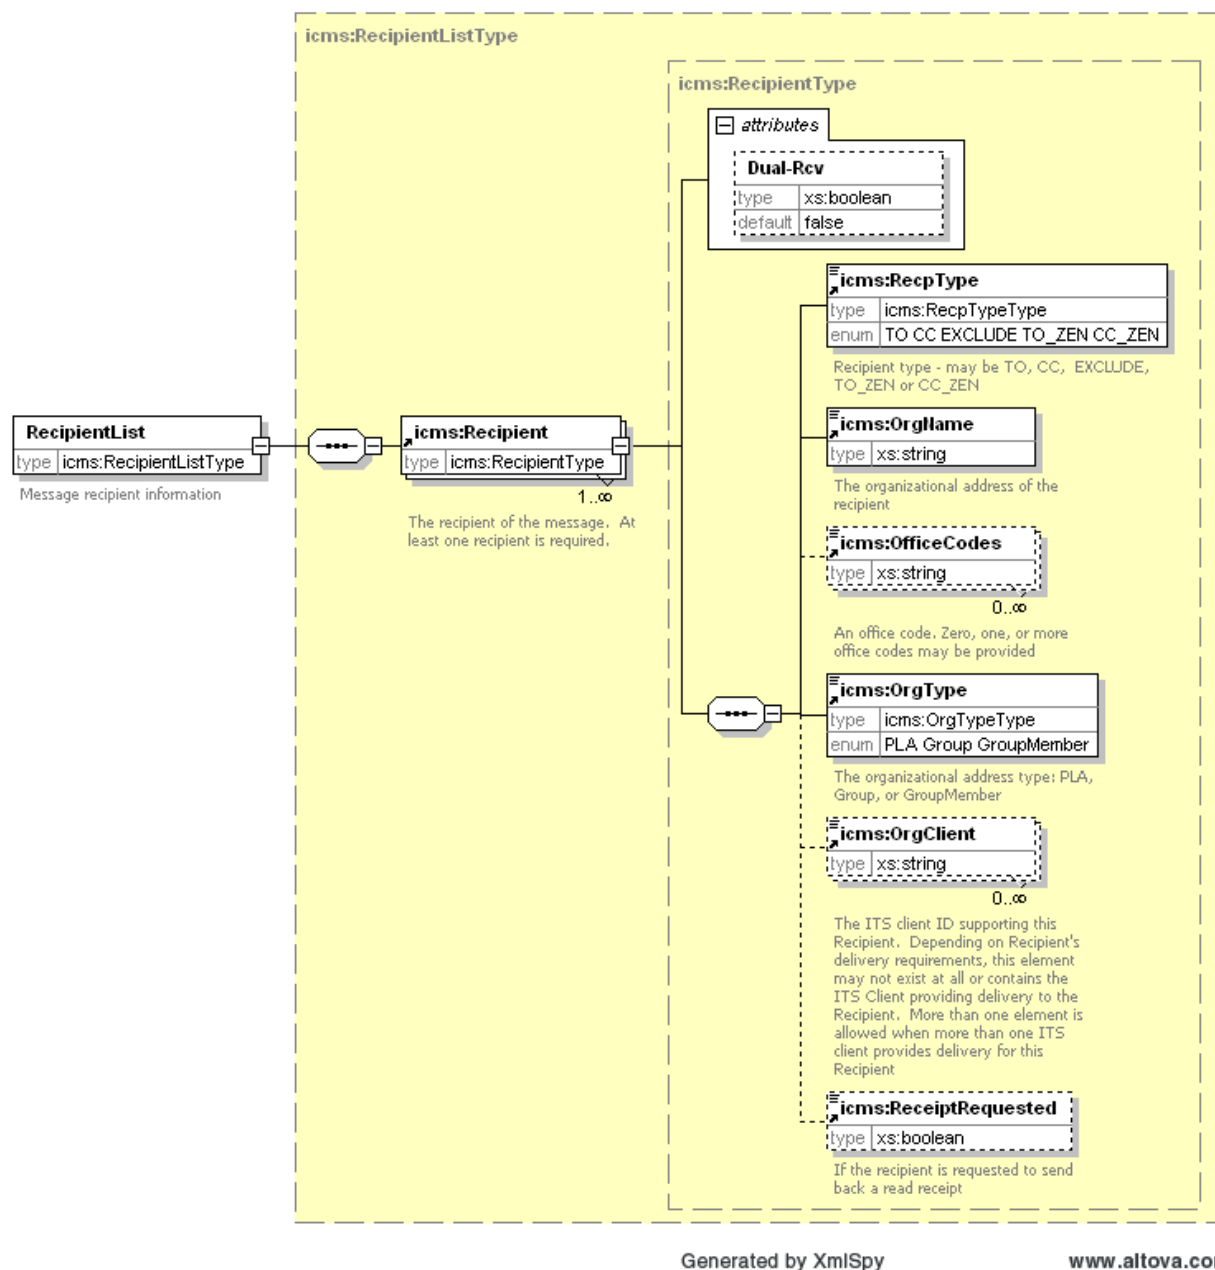 icms:RecipientListType
icms:RecipientType
attributes
Dual-Rcv
type xs:boolean
default false
icms:RecpType
type icms:RecpTypeType
enum TO CC EXCLUDE TO_ZEN CC_ZEN
Recipient type - may be TO, CC, EXCLUDE,
TO_ZEN or CC_ZEN
RecipientList
type icms:RecipientListType
Message recipient information
icms:Recipient
type icms:RecipientType
1..∞
The recipient of the message. At
least one recipient is required.
icms:OrgName
type xs:string
The organizational address of the
recipient
icms:OfficeCodes
type xs:string
0..∞
An office code. Zero, one, or more
office codes may be provided
icms:OrgType
type icms:OrgTypeType
enum PLA Group GroupMember
The organizational address type: PLA,
Group, or GroupMember
icms:OrgClient
type xs:string
0..∞
The ITS client ID supporting this
Recipient. Depending on Recipient's
delivery requirements, this element
may not exist at all or contains the
ITS Client providing delivery to the
Recipient. More than one element is
allowed when more than one ITS
client provides delivery for this
Recipient
icms:ReceiptRequested
type xs:boolean
If the recipient is requested to send
back a read receipt
Generated by XmlSpy www.altova.co